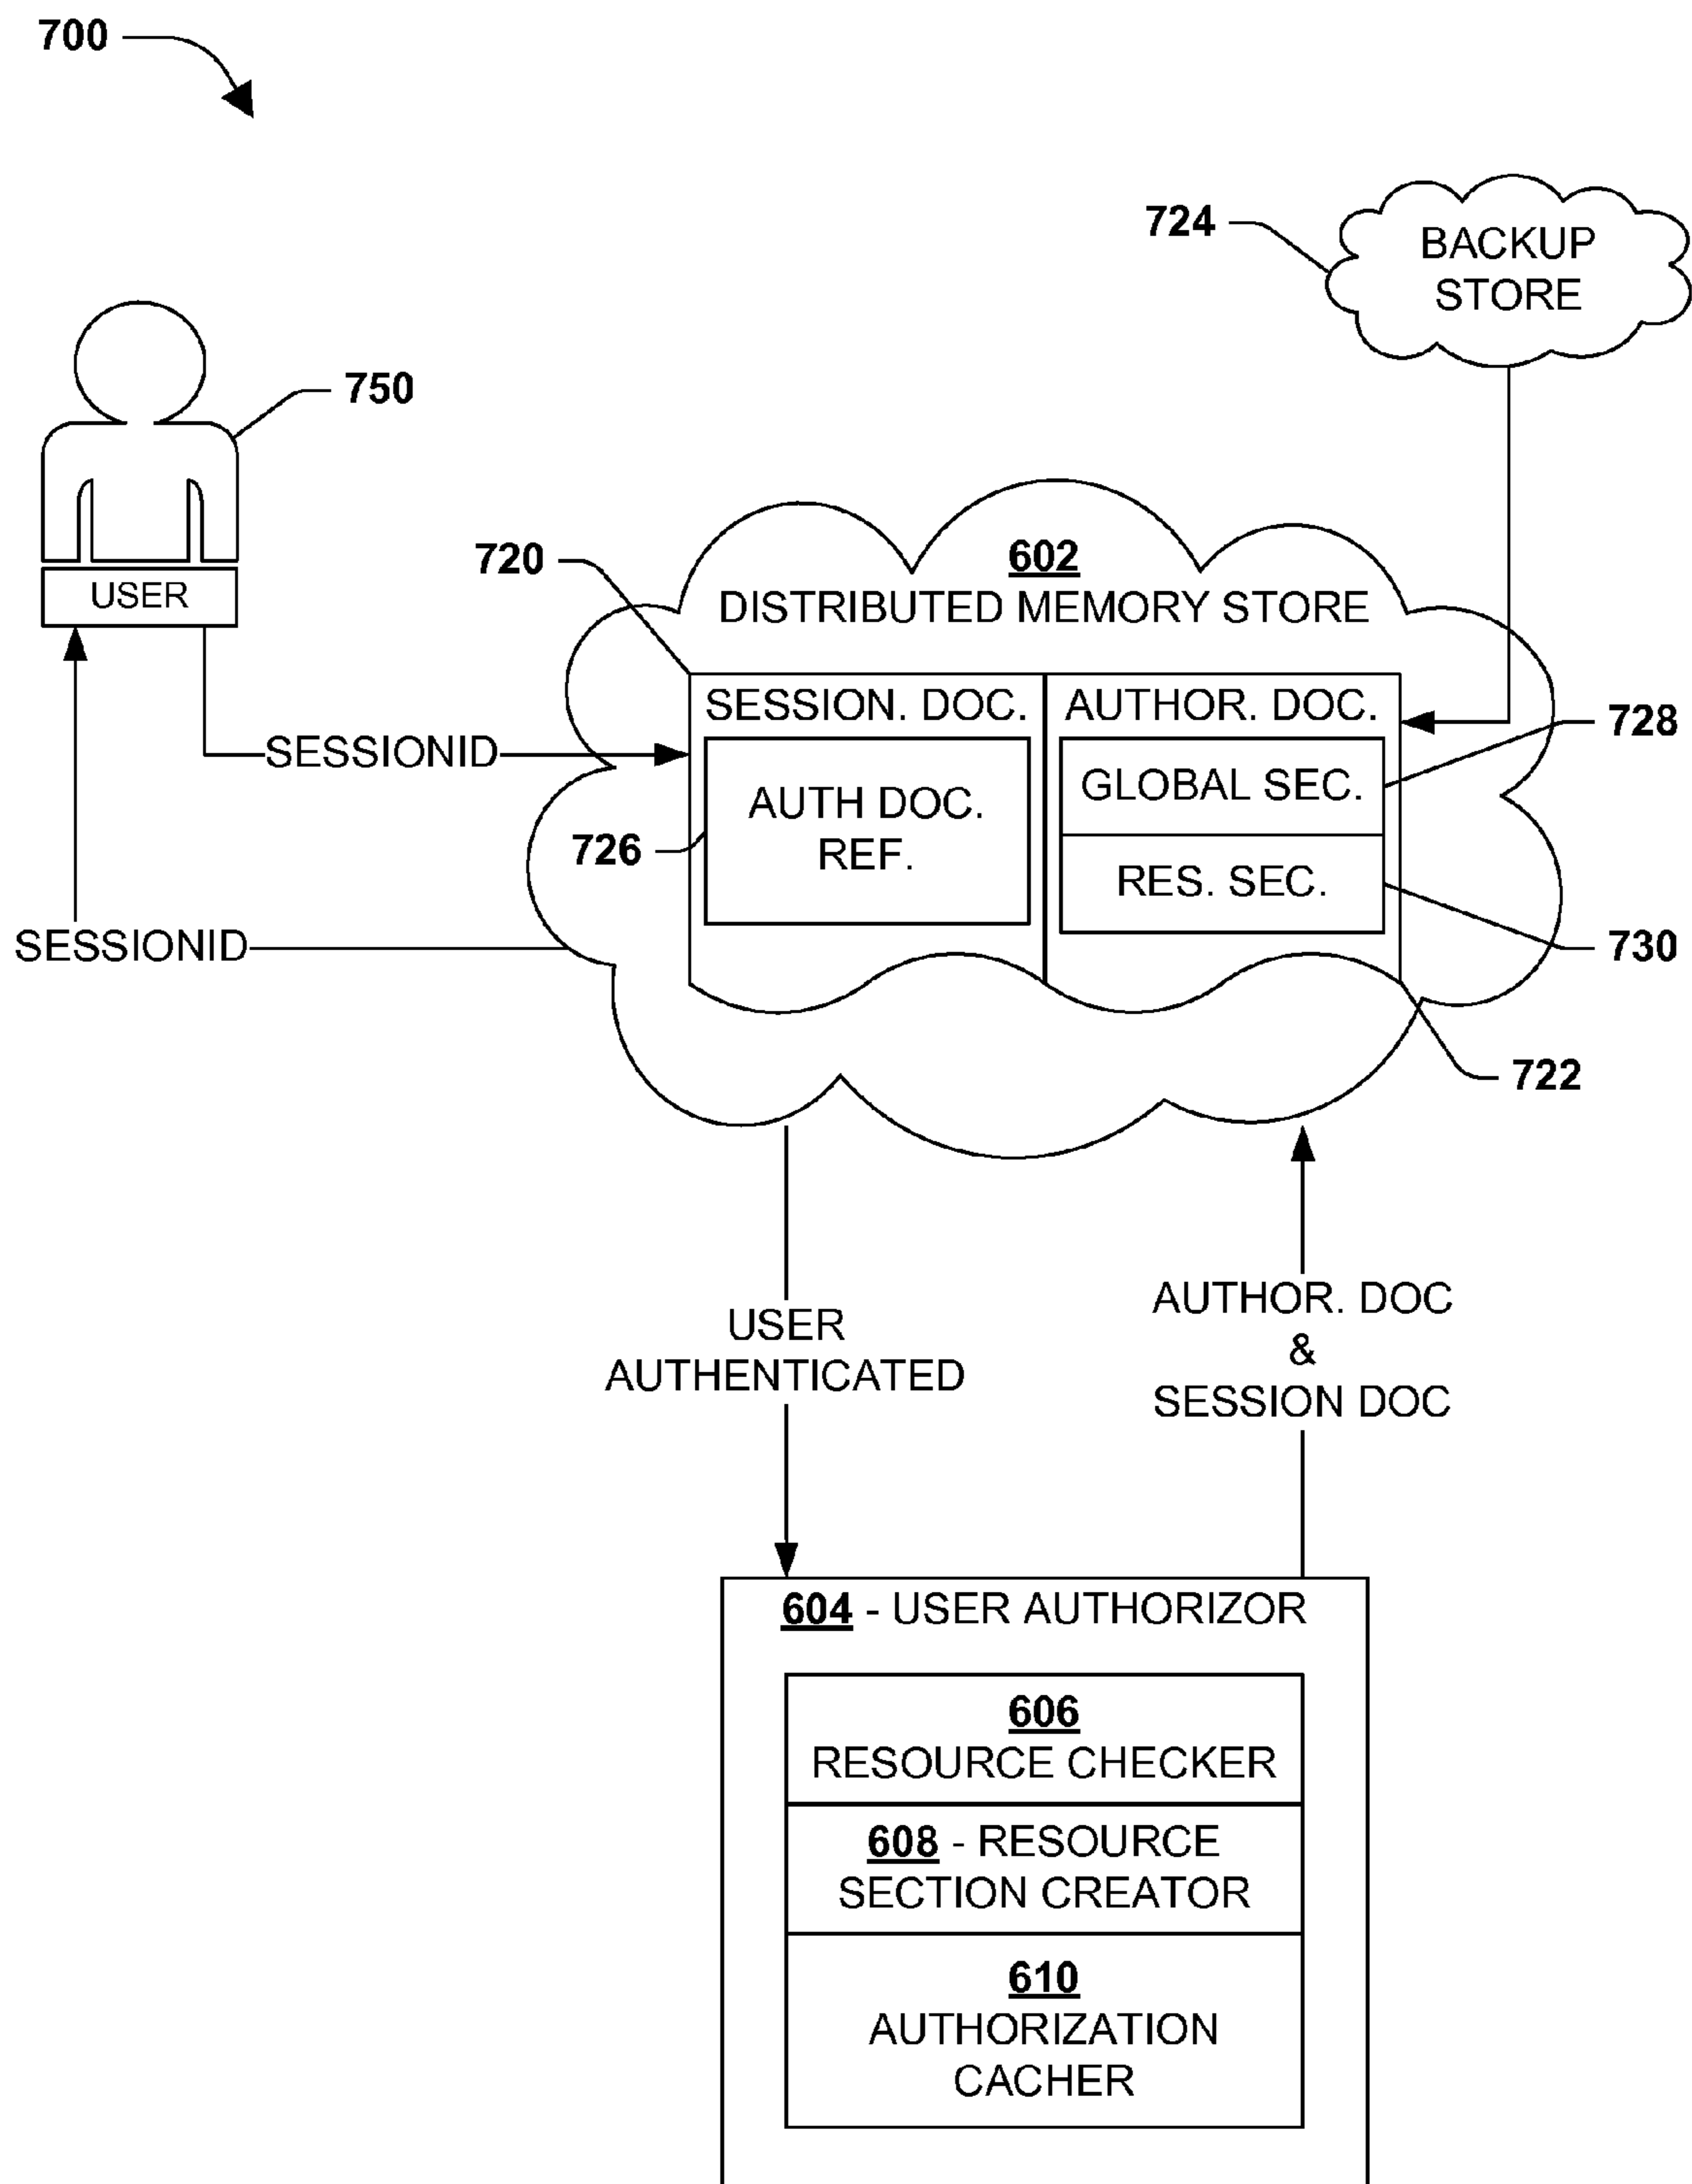 700
724
BACKUP
STORE
750
USER
720
602
DISTRIBUTED MEMORY STORE
SESSION. DOC.
AUTHOR. DOC.
728
SESSIONID
GLOBAL SEC.
AUTH DOC.
REF.
726
RES. SEC.
SESSIONID
730
722
USER
AUTHENTICATED
AUTHOR. DOC
&
SESSION DOC
604 - USER AUTHORIZOR
606
RESOURCE CHECKER
608 - RESOURCE
SECTION CREATOR
610
AUTHORIZATION
CACHER